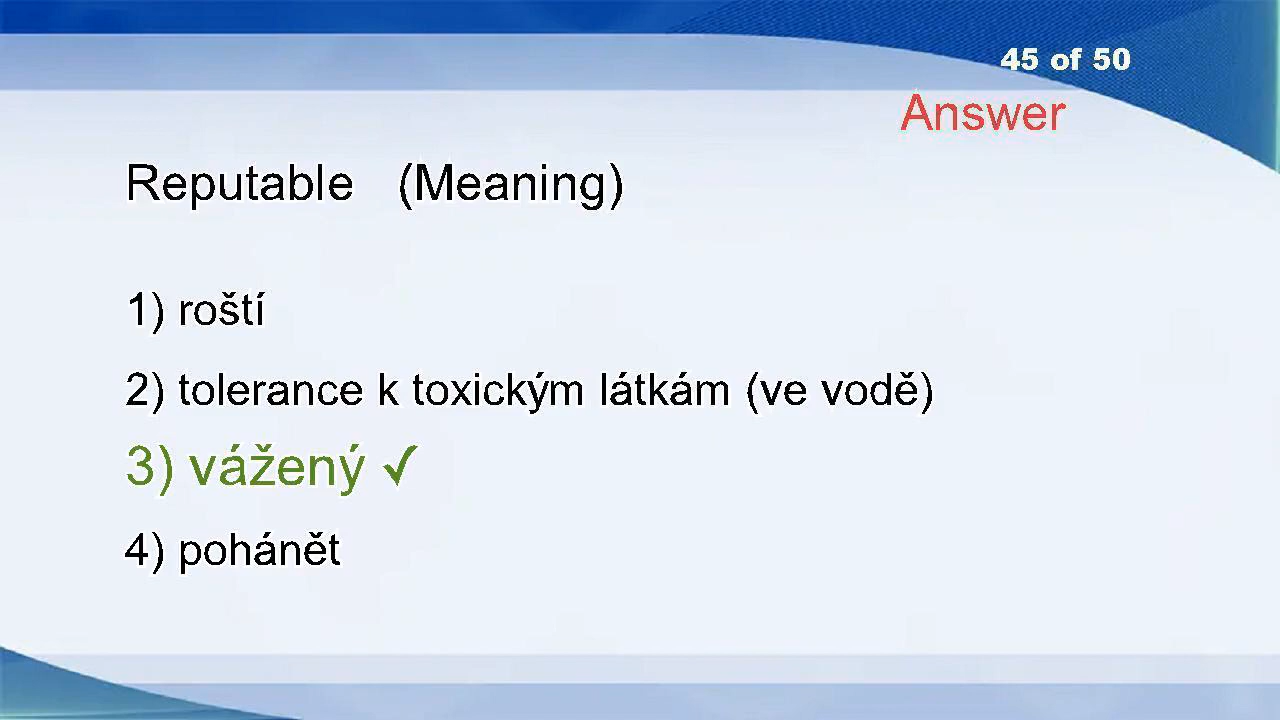 45 of 50
Answer
Reputable (Meaning)
1) roští
2) tolerance k toxickým látkám (ve vodě)
3) vážený ✓
4) pohánět